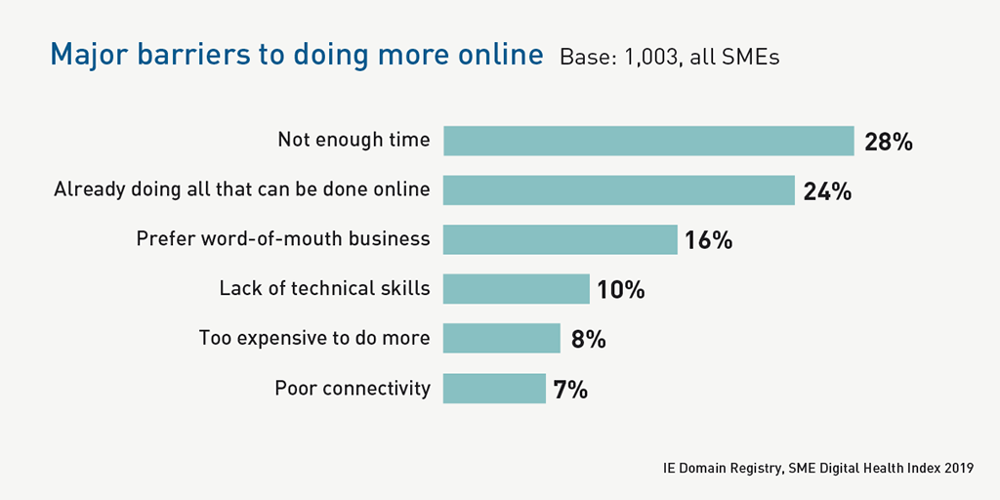 Major barriers to doing more online Base: 1,003, all SMEs
Not enough time 28%
Already doing all that can be done online 24%
Prefer word-of-mouth business 16%
Lack of technical skills 10%
Too expensive to do more 8%
Poor connectivity 7%
IE Domain Registry, SME Digital Health Index 2019